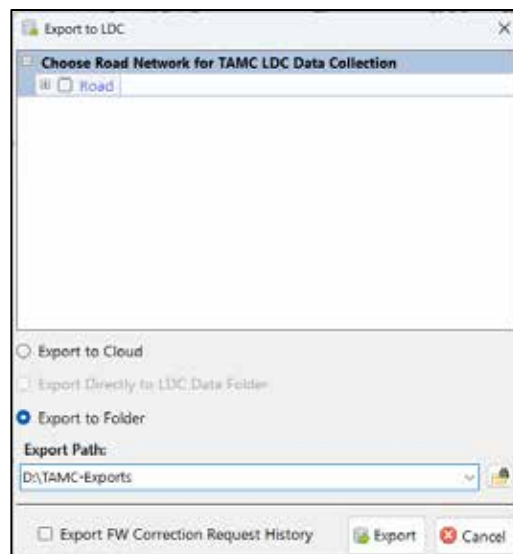 Export to LDC
Choose Road Network for TAMC LDC Data Collection
Road
Export to Cloud
Export Directly to LDC Data Folder
Export to Folder
Export Path:
D:\TAMC-Exports
Export FW Correction Request History
Export
Cancel